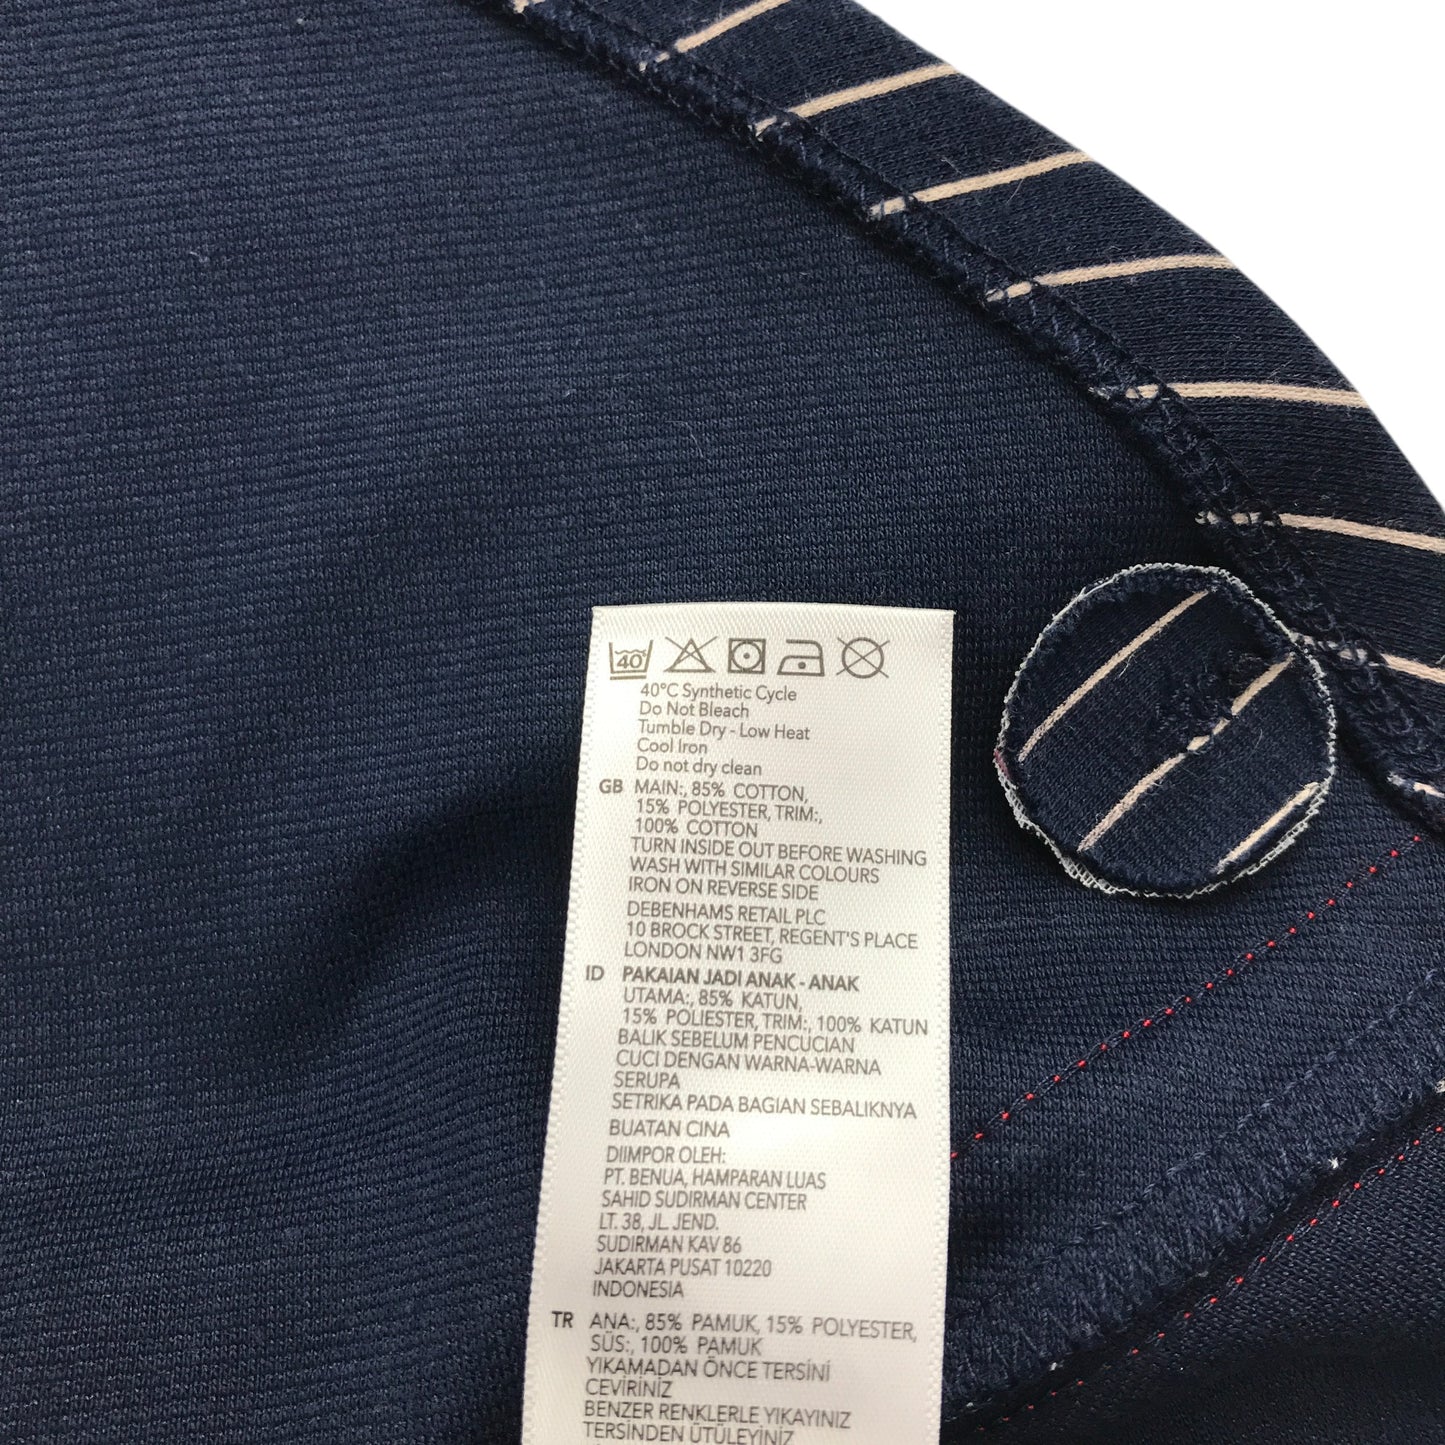 40
40°C Synthetic Cycle
Do Not Bleach
Tumble Dry - Low Heat
Cool Iron
Do not dry clean
GB MAIN:, 85% COTTON,
15% POLYESTER, TRIM:,
100% COTTON
TURN INSIDE OUT BEFORE WASHING
WASH WITH SIMILAR COLOURS
IRON ON REVERSE SIDE
DEBENHAMS RETAIL PLC
10 BROCK STREET, REGENT'S PLACE
LONDON NW1 3FG
ID PAKAIAN JADI ANAK - ANAK
UTAMA:, 85% KATUN,
15% POLIESTER, TRIM:, 100% KATUN
BALIK SEBELUM PENCUCIAN
CUCI DENGAN WARNA-WARNA
SERUPA
SETRIKA PADA BAGIAN SEBALIKNYA
BUATAN CINA
DIIMPOR OLEH:
PT. BENUA, HAMPARAN LUAS
SAHID SUDIRMAN CENTER
LT. 38, JL. JEND.
SUDIRMAN KAV 86
JAKARTA PUSAT 10220
INDONESIA
TR ANA:, 85% PAMUK, 15% POLYESTER,
SÜS:, 100% PAMUK
YIKAMADAN ÖNCE TERSİNİ
ÇEVİRİNİZ
BENZER RENKLERLE YIKAYINIZ
TERSİNDEN ÜTÜLEYİNİZ